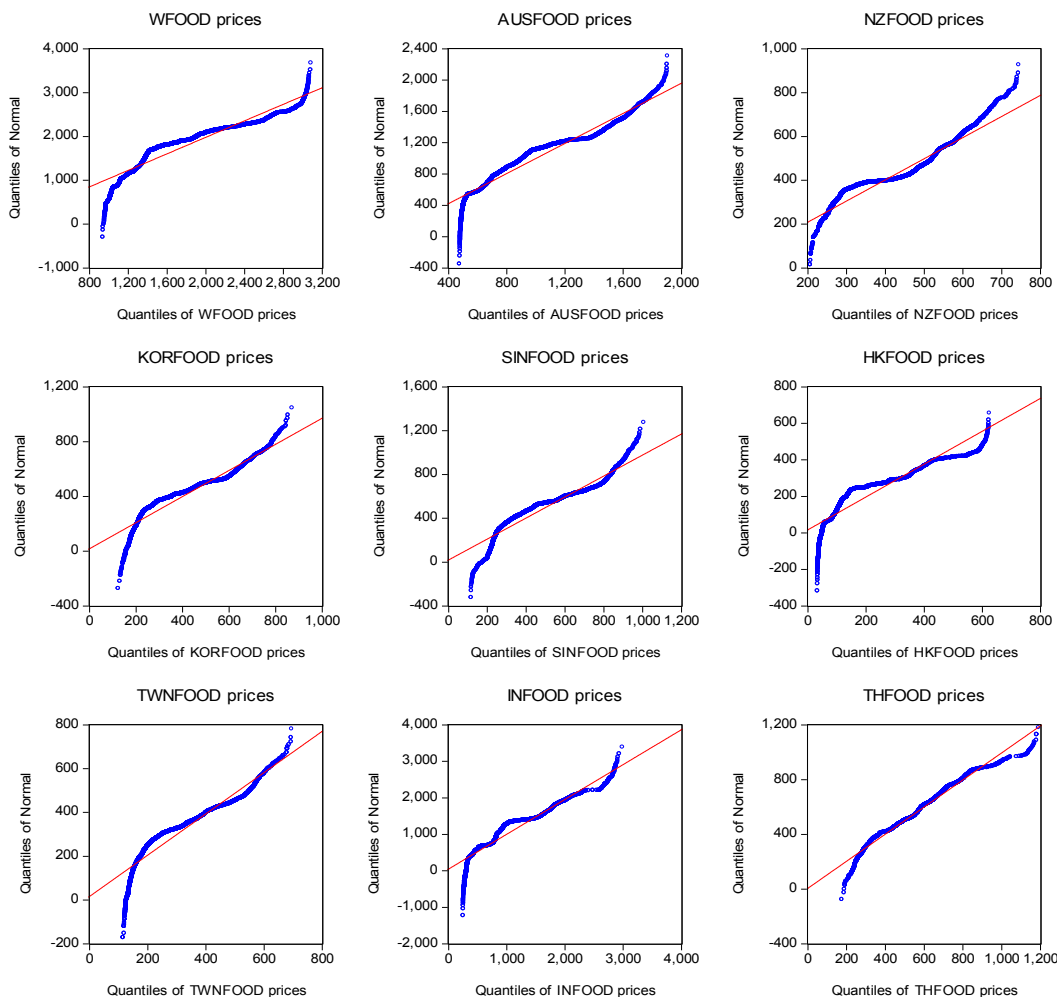 WFOOD prices
AUSFOOD prices
NZFOOD prices
4,000
3,000
2,000
1,000
0
-1,000
Quantiles of Normal
800 1,200 1,600 2,000 2,400 2,800 3,200
Quantiles of WFOOD prices
2,400
2,000
1,600
1,200
800
400
0
-400
Quantiles of Normal
400 800 1,200 1,600 2,000
Quantiles of AUSFOOD prices
1,000
800
600
400
200
0
Quantiles of Normal
200 300 400 500 600 700 800
Quantiles of NZFOOD prices
KORFOOD prices
SINFOOD prices
HKFOOD prices
1,200
800
400
0
-400
Quantiles of Normal
0 200 400 600 800 1,000
Quantiles of KORFOOD prices
1,600
1,200
800
400
0
-400
Quantiles of Normal
0 200 400 600 800 1,000 1,200
Quantiles of SINFOOD prices
800
600
400
200
0
-200
-400
Quantiles of Normal
0 200 400 600 800
Quantiles of HKFOOD prices
TWNFOOD prices
INFOOD prices
THFOOD prices
800
600
400
200
0
-200
Quantiles of Normal
0 200 400 600 800
Quantiles of TWNFOOD prices
4,000
3,000
2,000
1,000
0
-1,000
-2,000
Quantiles of Normal
0 1,000 2,000 3,000 4,000
Quantiles of INFOOD prices
1,200
800
400
0
-400
Quantiles of Normal
0 200 400 600 800 1,000 1,200
Quantiles of THFOOD prices